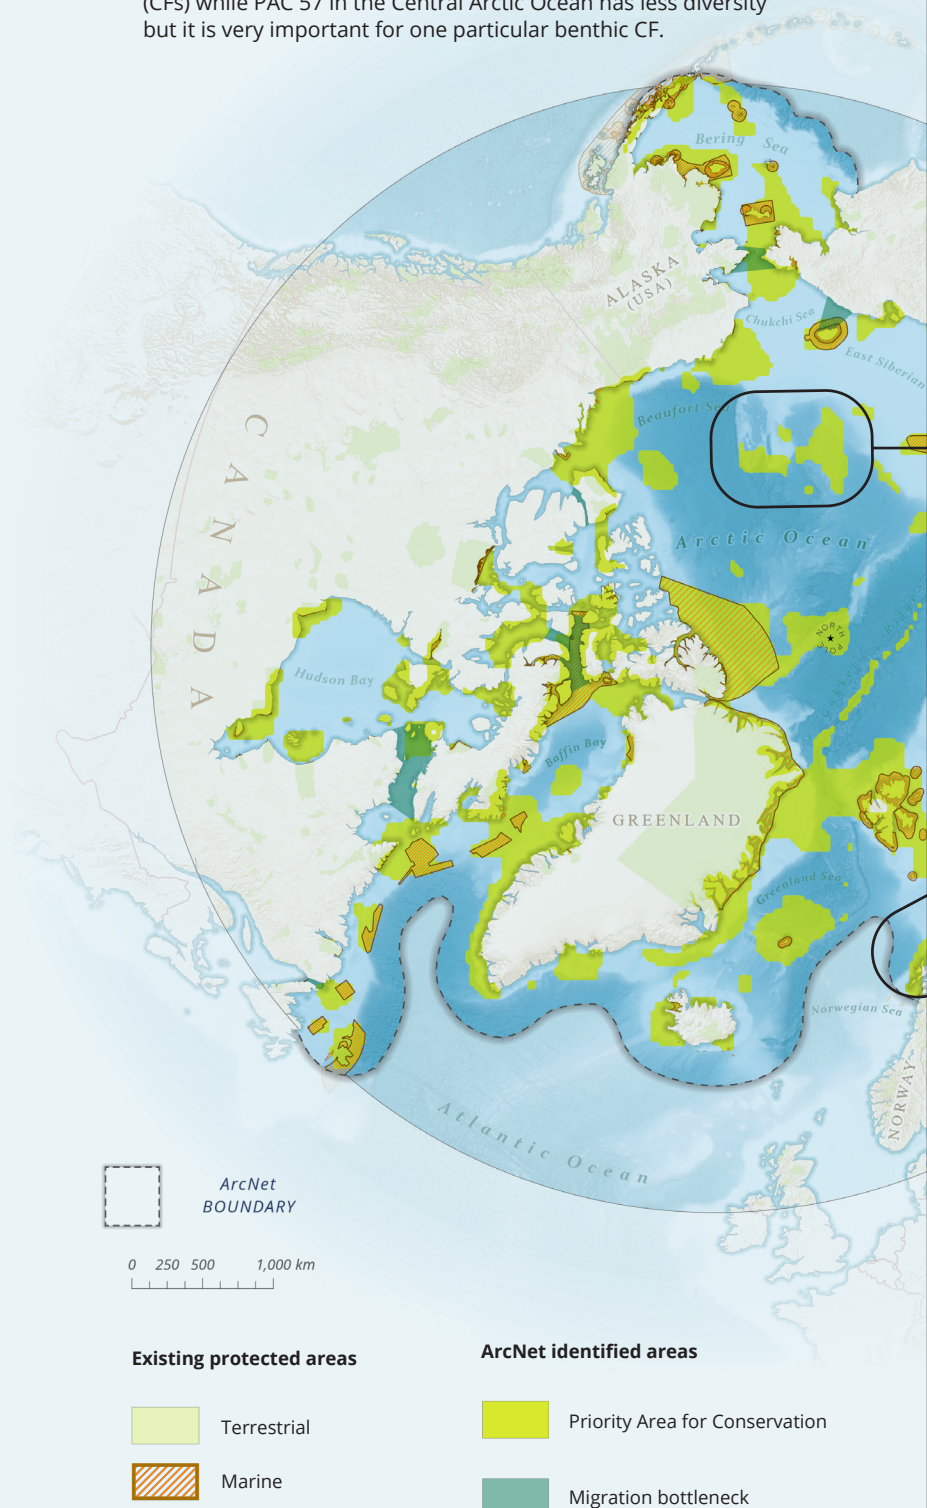 (CFs) while PAC 57 in the Central Arctic Ocean has less diversity
but it is very important for one particular benthic CF.
Bering Sea
ALASKA
(USA)
Chukchi Sea
East Siberian
Beaufort Sea
CANADA
Arctic Ocean
NORTH
POLE
Hudson Bay
Baffin Bay
GREENLAND
Greenland Sea
Norwegian Sea
NORWAY
Atlantic Ocean
ArcNet
BOUNDARY
0 250 500 1,000 km
Existing protected areas
Terrestrial
Marine
ArcNet identified areas
Priority Area for Conservation
Migration bottleneck